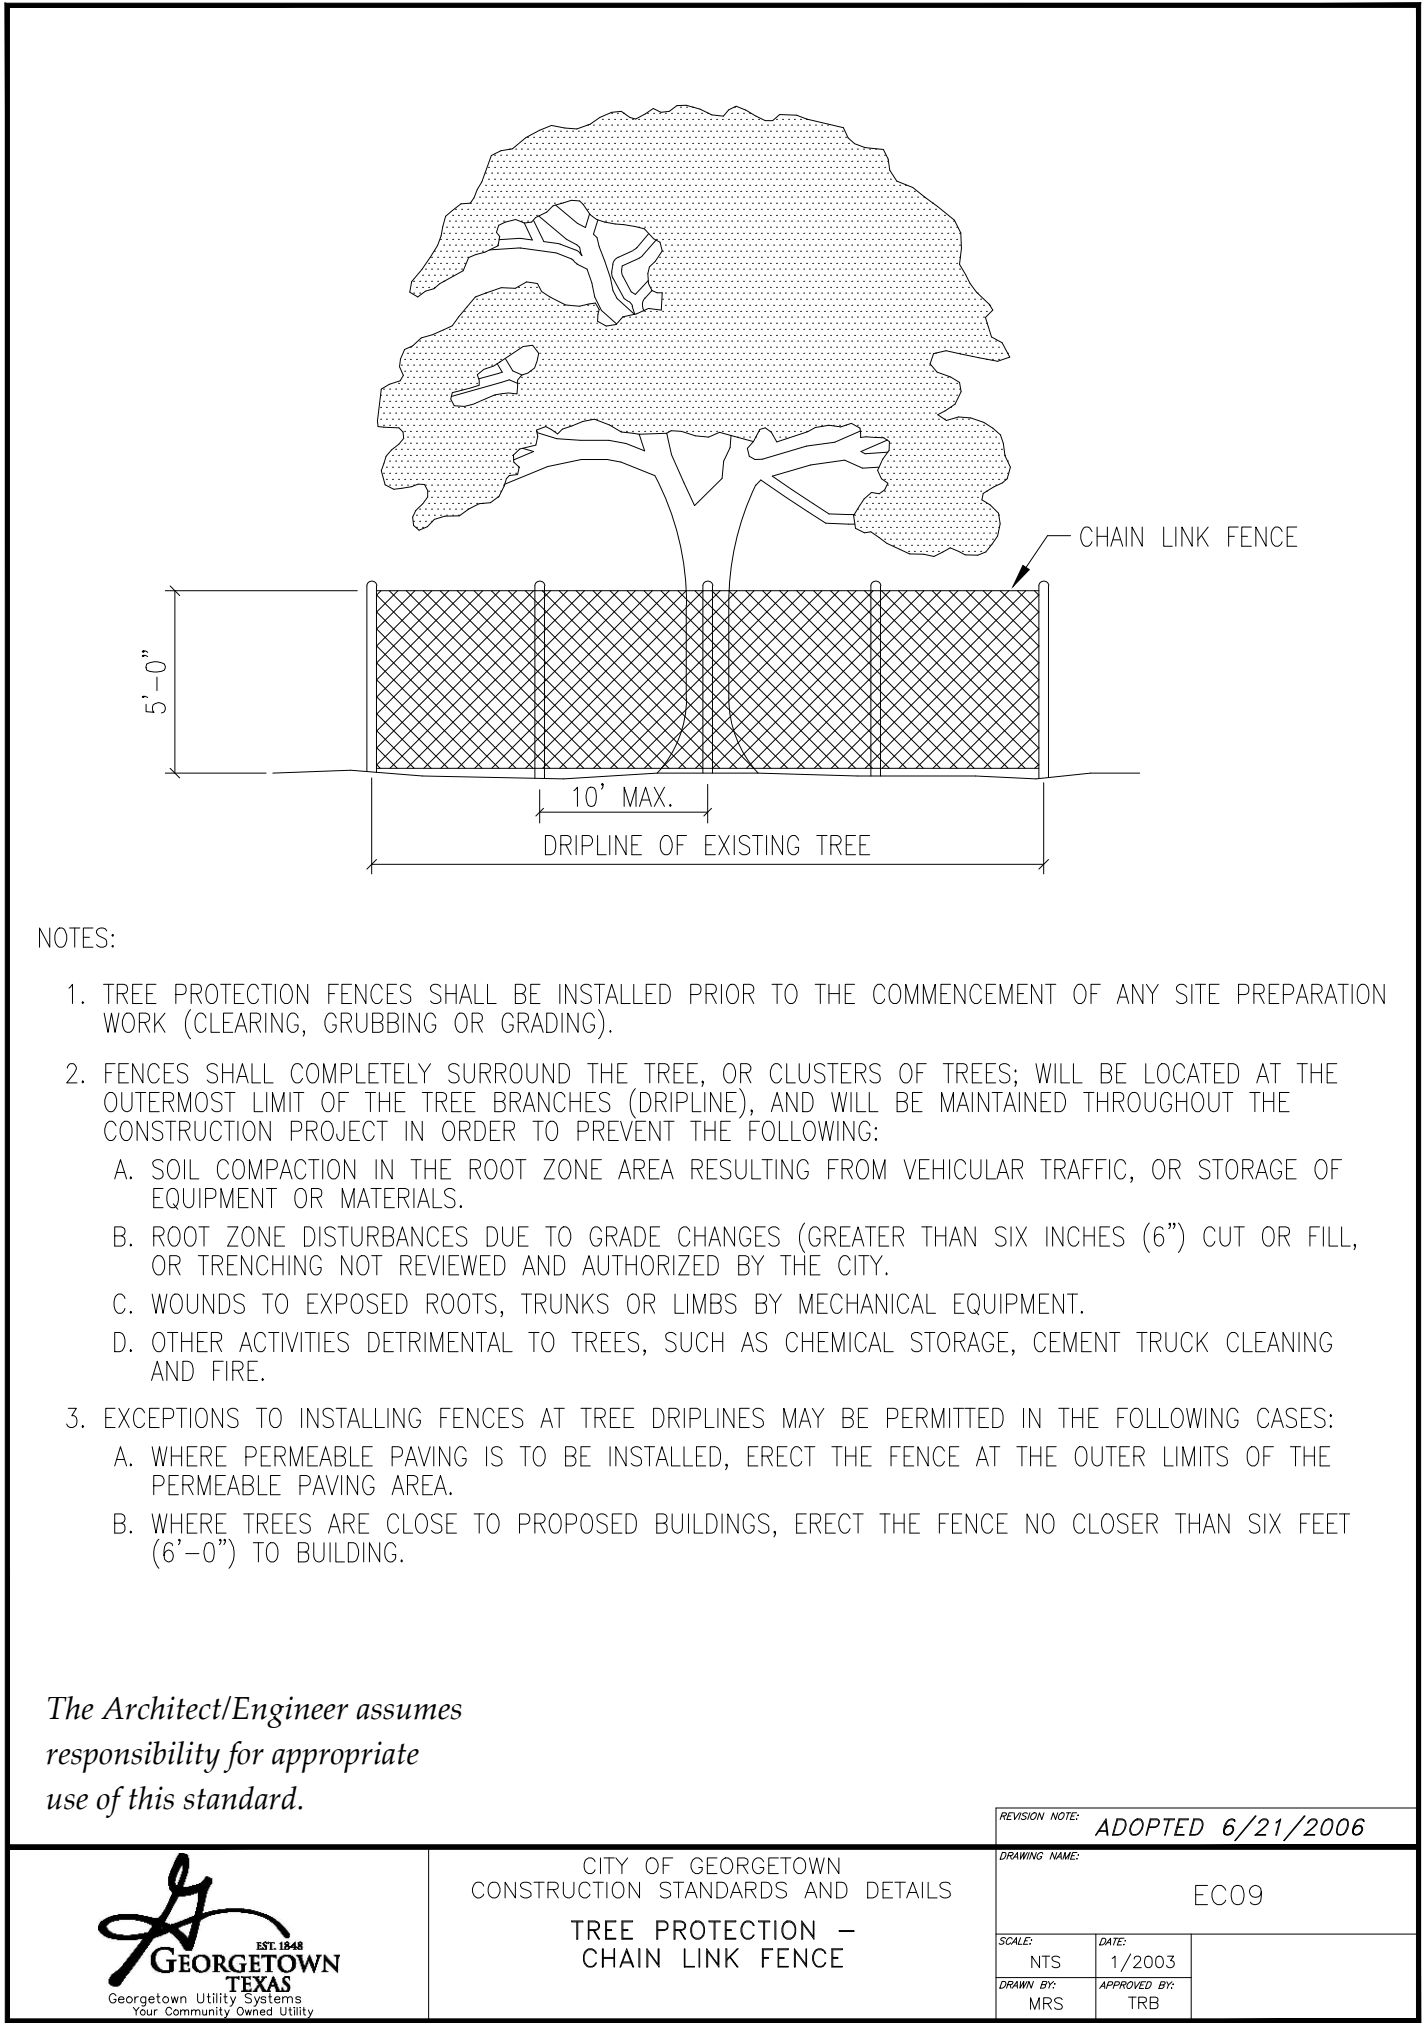 CHAIN LINK FENCE
5'-0"
10' MAX.
DRIPLINE OF EXISTING TREE
NOTES:
1. TREE PROTECTION FENCES SHALL BE INSTALLED PRIOR TO THE COMMENCEMENT OF ANY SITE PREPARATION
WORK (CLEARING, GRUBBING OR GRADING).
2. FENCES SHALL COMPLETELY SURROUND THE TREE, OR CLUSTERS OF TREES; WILL BE LOCATED AT THE
OUTERMOST LIMIT OF THE TREE BRANCHES (DRIPLINE), AND WILL BE MAINTAINED THROUGHOUT THE
CONSTRUCTION PROJECT IN ORDER TO PREVENT THE FOLLOWING:
A. SOIL COMPACTION IN THE ROOT ZONE AREA RESULTING FROM VEHICULAR TRAFFIC, OR STORAGE OF
EQUIPMENT OR MATERIALS.
B. ROOT ZONE DISTURBANCES DUE TO GRADE CHANGES (GREATER THAN SIX INCHES (6") CUT OR FILL,
OR TRENCHING NOT REVIEWED AND AUTHORIZED BY THE CITY.
C. WOUNDS TO EXPOSED ROOTS, TRUNKS OR LIMBS BY MECHANICAL EQUIPMENT.
D. OTHER ACTIVITIES DETRIMENTAL TO TREES, SUCH AS CHEMICAL STORAGE, CEMENT TRUCK CLEANING
AND FIRE.
3. EXCEPTIONS TO INSTALLING FENCES AT TREE DRIPLINES MAY BE PERMITTED IN THE FOLLOWING CASES:
A. WHERE PERMEABLE PAVING IS TO BE INSTALLED, ERECT THE FENCE AT THE OUTER LIMITS OF THE
PERMEABLE PAVING AREA.
B. WHERE TREES ARE CLOSE TO PROPOSED BUILDINGS, ERECT THE FENCE NO CLOSER THAN SIX FEET
(6'-0") TO BUILDING.
The Architect/Engineer assumes
responsibility for appropriate
use of this standard.
REVISION NOTE: ADOPTED 6/21/2006
G
EST. 1848
GEORGETOWN
TEXAS
Georgetown Utility Systems
Your Community Owned Utility
CITY OF GEORGETOWN
CONSTRUCTION STANDARDS AND DETAILS
TREE PROTECTION -
CHAIN LINK FENCE
DRAWING NAME:
EC09
SCALE:
NTS
DATE:
1/2003
DRAWN BY:
MRS
APPROVED BY:
TRB